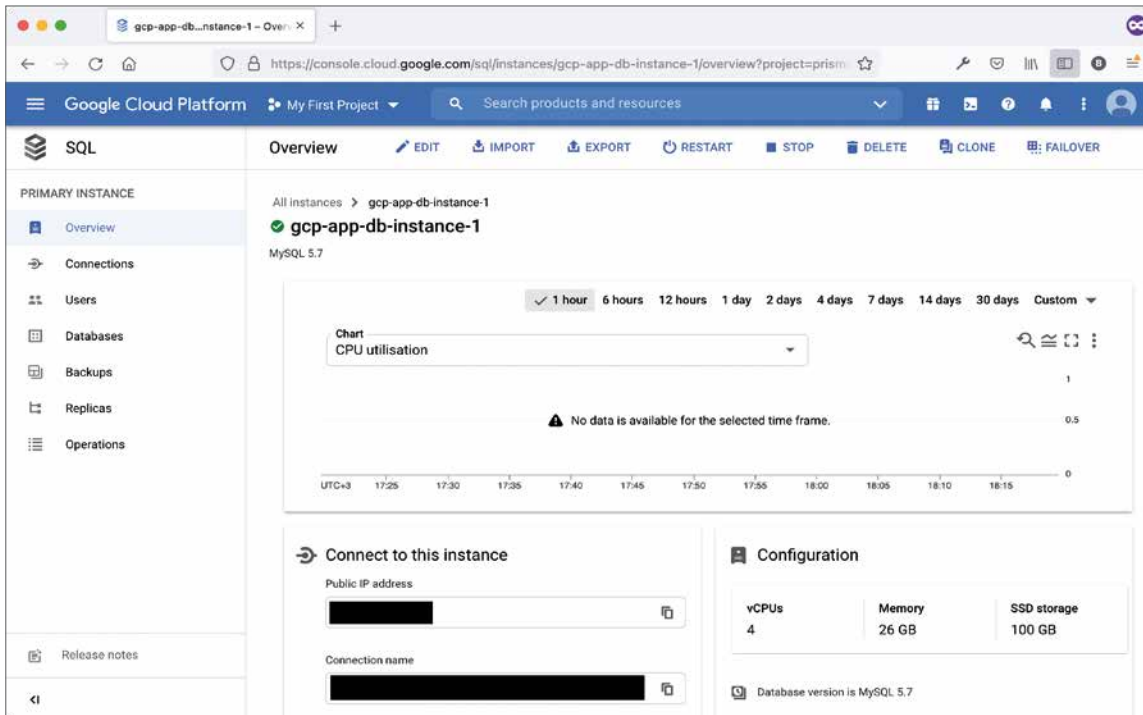 gcp-app-db...nstance-1 – Over
https://console.cloud.google.com/sql/instances/gcp-app-db-instance-1/overview?project=prism
Google Cloud Platform My First Project Search products and resources
SQL Overview EDIT IMPORT EXPORT RESTART STOP DELETE CLONE FAILOVER
PRIMARY INSTANCE
Overview
Connections
Users
Databases
Backups
Replicas
Operations
Release notes
All instances > gcp-app-db-instance-1
gcp-app-db-instance-1
MySQL 5.7
1 hour 6 hours 12 hours 1 day 2 days 4 days 7 days 14 days 30 days Custom
Chart
CPU utilisation
1
No data is available for the selected time frame. 0.5
0
UTC+3 17:25 17:30 17:35 17:40 17:45 17:50 17:55 18:00 18:05 18:10 18:15
Connect to this instance
Public IP address
Connection name
Configuration
vCPUs Memory SSD storage
4 26 GB 100 GB
Database version is MySQL 5.7